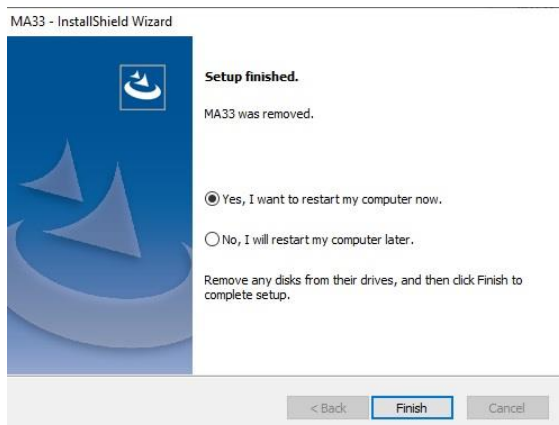 MA33 - InstallShield Wizard
Setup finished.
MA33 was removed.
Yes, I want to restart my computer now.
No, I will restart my computer later.
Remove any disks from their drives, and then click Finish to
complete setup.
< Back Finish Cancel